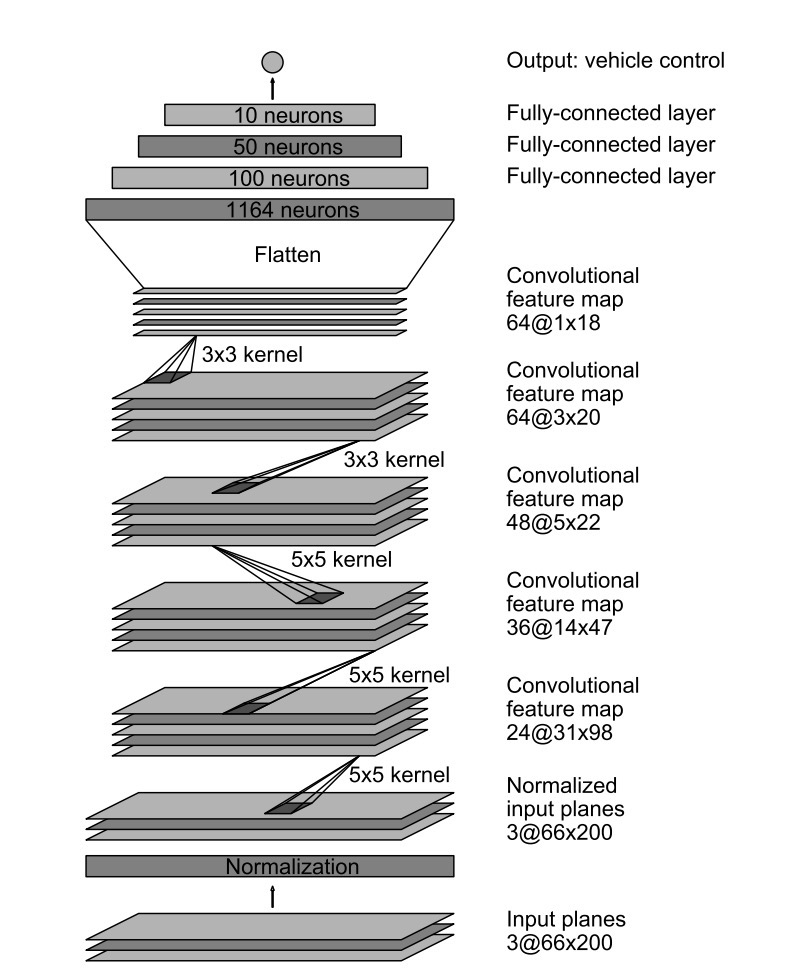 Output: vehicle control
10 neurons
Fully-connected layer
50 neurons
Fully-connected layer
100 neurons
Fully-connected layer
1164 neurons
Flatten
Convolutional
feature map
64@1x18
3x3 kernel
Convolutional
feature map
64@3x20
3x3 kernel
Convolutional
feature map
48@5x22
5x5 kernel
Convolutional
feature map
36@14x47
5x5 kernel
Convolutional
feature map
24@31x98
5x5 kernel
Normalized
input planes
3@66x200
Normalization
Input planes
3@66x200